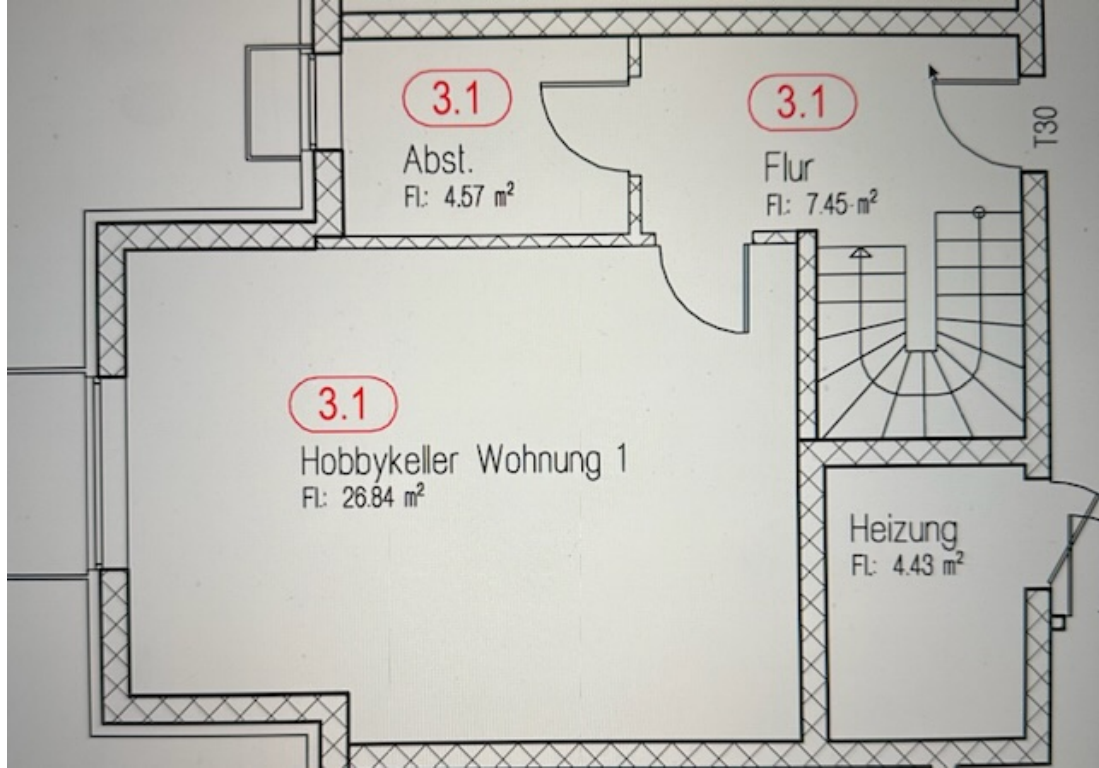 3.1
Abst.
Fl.: 4.57 m²
3.1
Flur
Fl.: 7.45 m²
T30
3.1
Hobbykeller Wohnung 1
Fl.: 26.84 m²
Heizung
Fl.: 4.43 m²